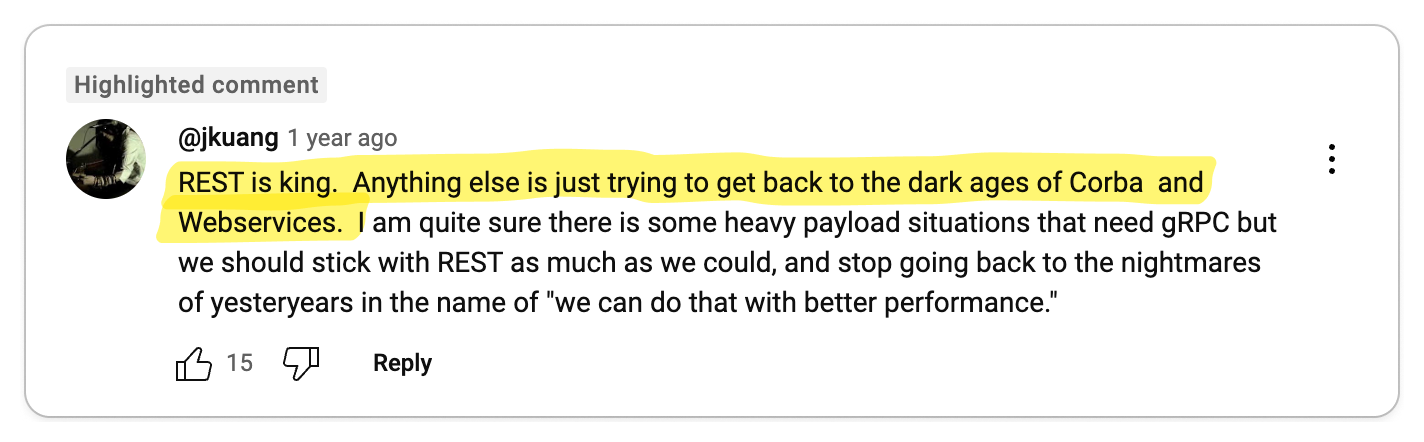 Highlighted comment
@jkuang 1 year ago
REST is king.  Anything else is just trying to get back to the dark ages of Corba  and
Webservices.  I am quite sure there is some heavy payload situations that need gRPC but
we should stick with REST as much as we could, and stop going back to the nightmares
of yesteryears in the name of "we can do that with better performance."
15 Reply